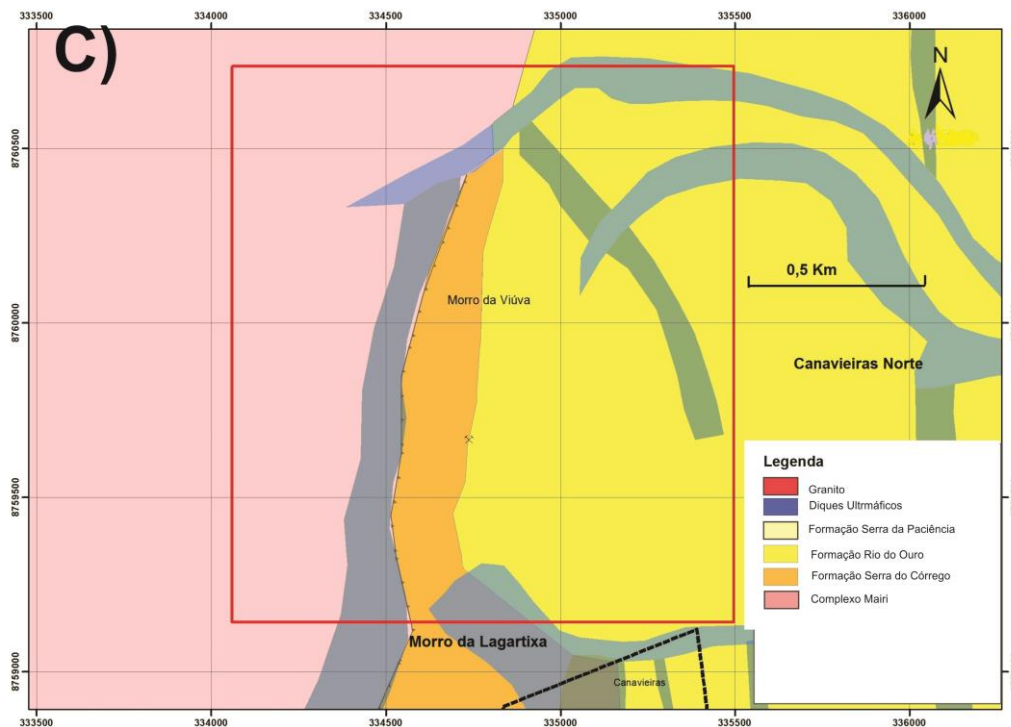 333500 334000 334500 335000 335500 336000
C)
N
8760500
0,5 Km
Morro da Viúva
8760000
Canavieiras Norte
Legenda
Granito
Diques Ultrmáficos
Formação Serra da Paciência
Formação Rio do Ouro
Formação Serra do Córrego
Complexo Mairi
8759500
Morro da Lagartixa
Canavieiras
8759000
333500 334000 334500 335000 335500 336000